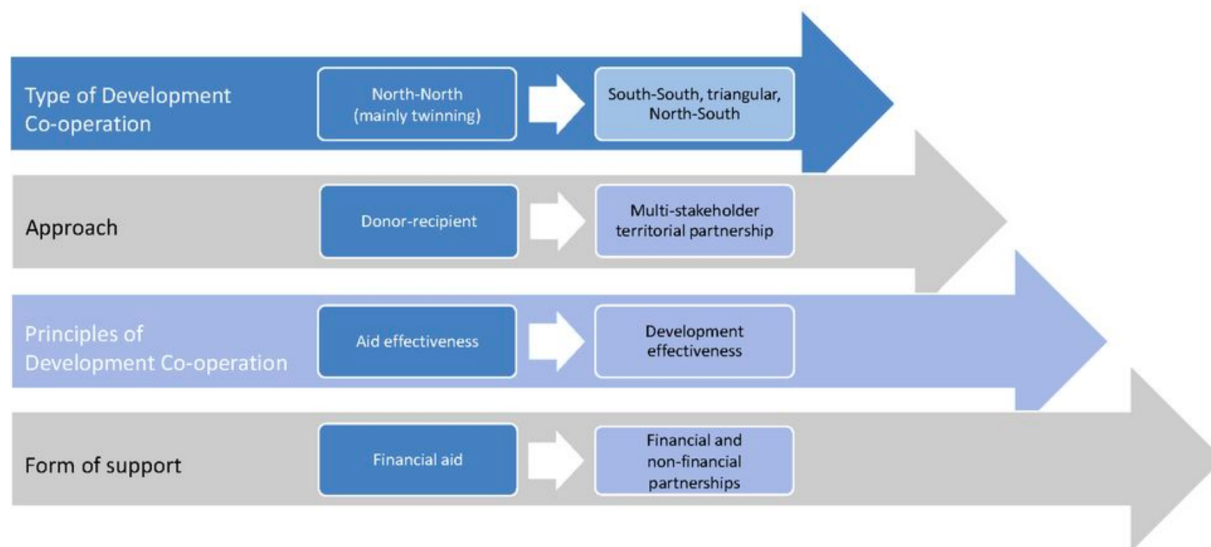 Type of Development
Co-operation
North-North
(mainly twinning)
South-South, triangular,
North-South
Approach
Donor-recipient
Multi-stakeholder
territorial partnership
Principles of
Development Co-operation
Aid effectiveness
Development
effectiveness
Form of support
Financial aid
Financial and
non-financial
partnerships